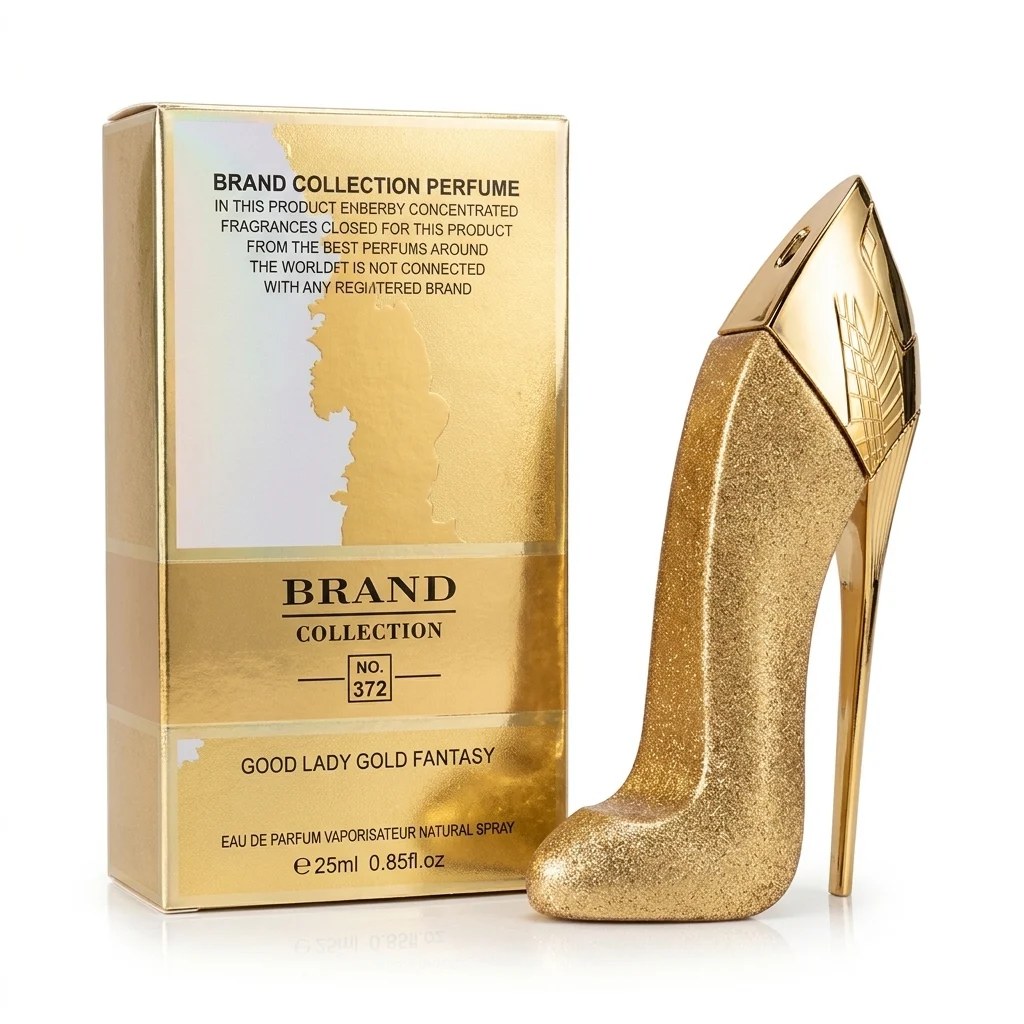 BRAND COLLECTION PERFUME
IN THIS PRODUCT ENBERBY CONCENTRATED
FRAGRANCES CLOSED FOR THIS PRODUCT
FROM THE BEST PERFUMS AROUND
THE WORLDET IS NOT CONNECTED
WITH ANY REGIATERED BRAND
BRAND
COLLECTION
NO.
372
GOOD LADY GOLD FANTASY
EAU DE PARFUM VAPORISATEUR NATURAL SPRAY
℮ 25ml 0.85fl.oz